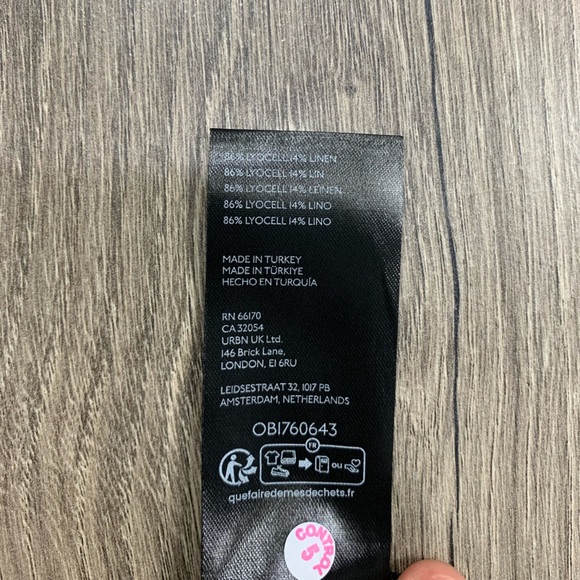 86% LYOCELL 14% LINEN
86% LYOCELL 14% LIN
86% LYOCELL 14% LEINEN
86% LYOCELL 14% LINO
86% LYOCELL 14% LINO
MADE IN TURKEY
MADE IN TÜRKIYE
HECHO EN TURQUÍA
RN 66170
CA 32054
URBN UK Ltd.
146 Brick Lane,
LONDON, E1 6RU
LEIDSESTRAAT 32, 1017 PB
AMSTERDAM, NETHERLANDS
OB1760643
FR
ou
quefairedemesdechets.fr
CONTROL
5